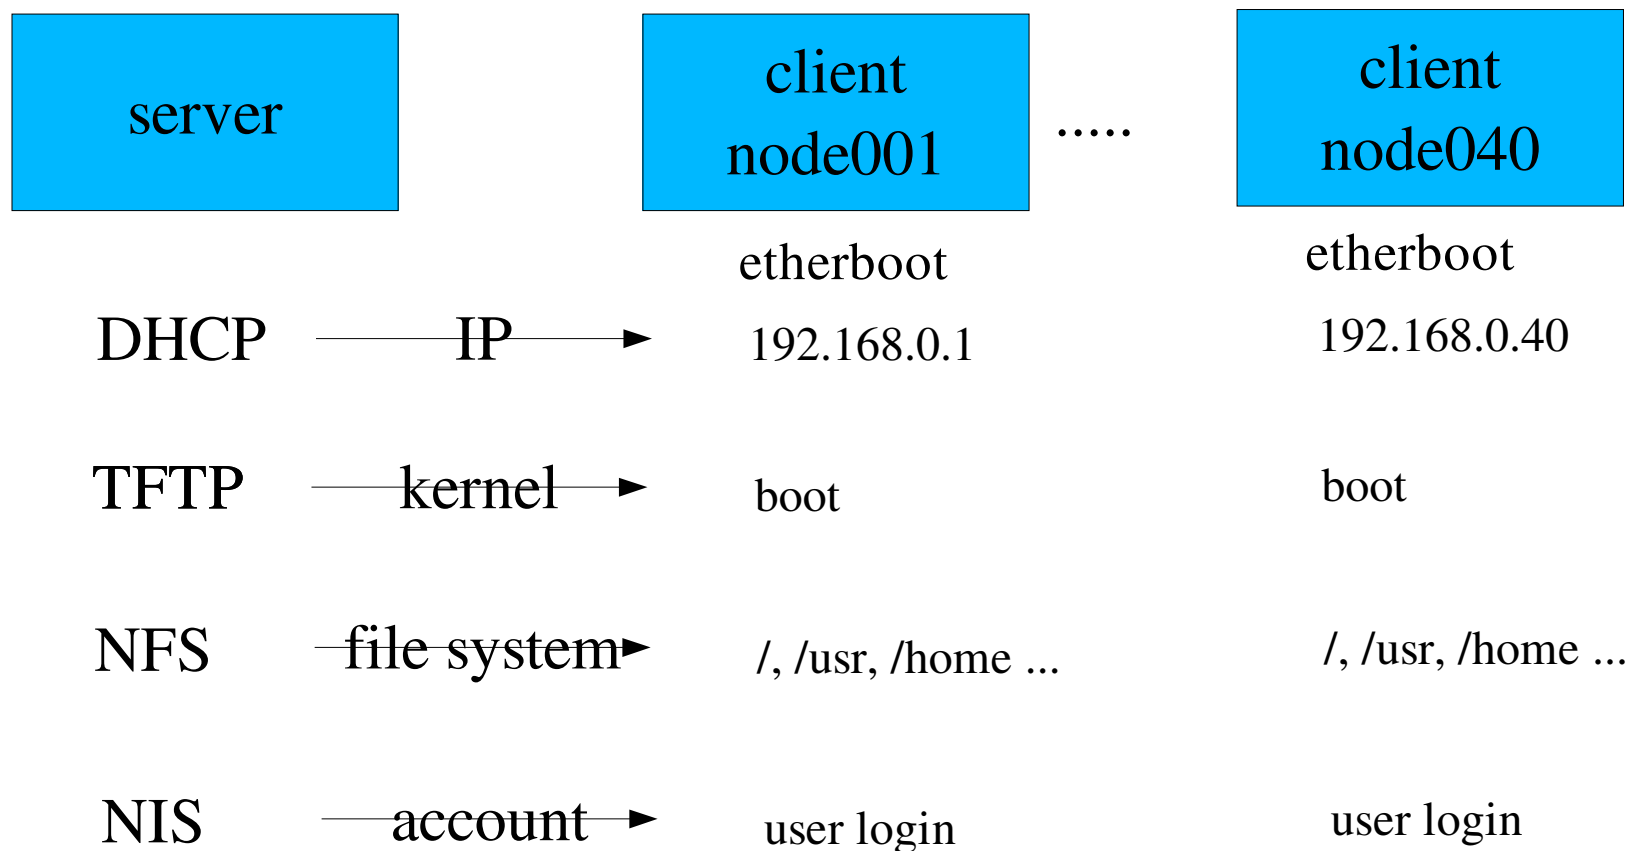 server
client
node001
.....
client
node040
etherboot
etherboot
DHCP IP 192.168.0.1 192.168.0.40
TFTP kernel boot boot
NFS file system /, /usr, /home ... /, /usr, /home ...
NIS account user login user login